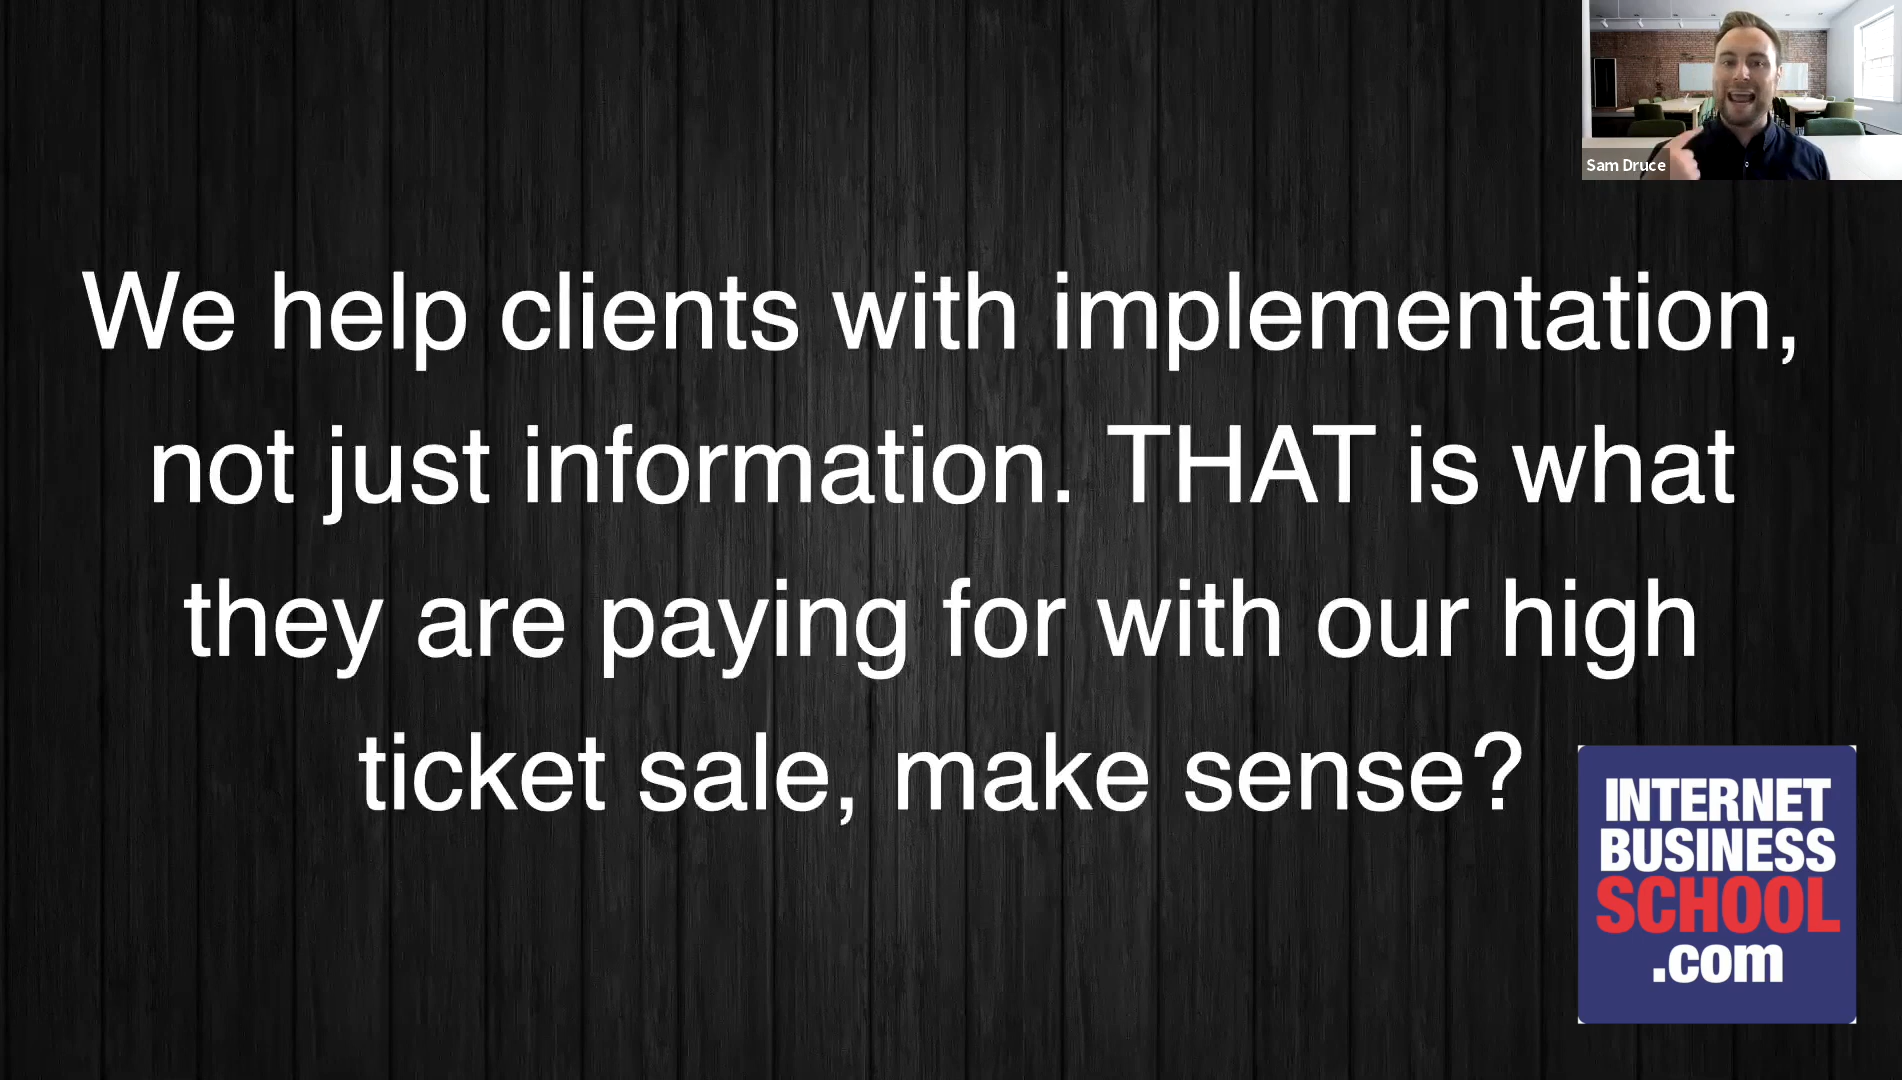 Sam Druce
We help clients with implementation,
not just information. THAT is what
they are paying for with our high
ticket sale, make sense?
INTERNET
BUSINESS
SCHOOL
.com